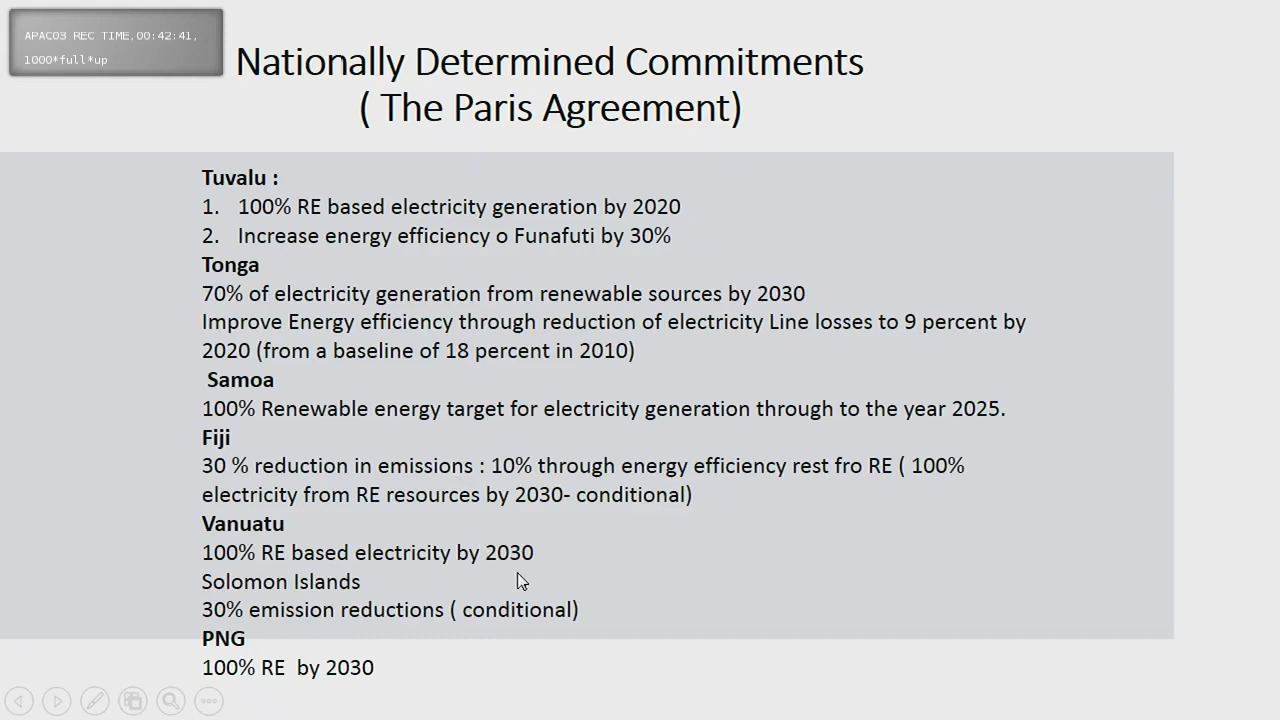 APAC03 REC TIME,00:42:41,
1000*full*up
Nationally Determined Commitments
( The Paris Agreement)
Tuvalu :
1. 100% RE based electricity generation by 2020
2. Increase energy efficiency o Funafuti by 30%
Tonga
70% of electricity generation from renewable sources by 2030
Improve Energy efficiency through reduction of electricity Line losses to 9 percent by
2020 (from a baseline of 18 percent in 2010)
Samoa
100% Renewable energy target for electricity generation through to the year 2025.
Fiji
30 % reduction in emissions : 10% through energy efficiency rest fro RE ( 100%
electricity from RE resources by 2030- conditional)
Vanuatu
100% RE based electricity by 2030
Solomon Islands
30% emission reductions ( conditional)
PNG
100% RE by 2030